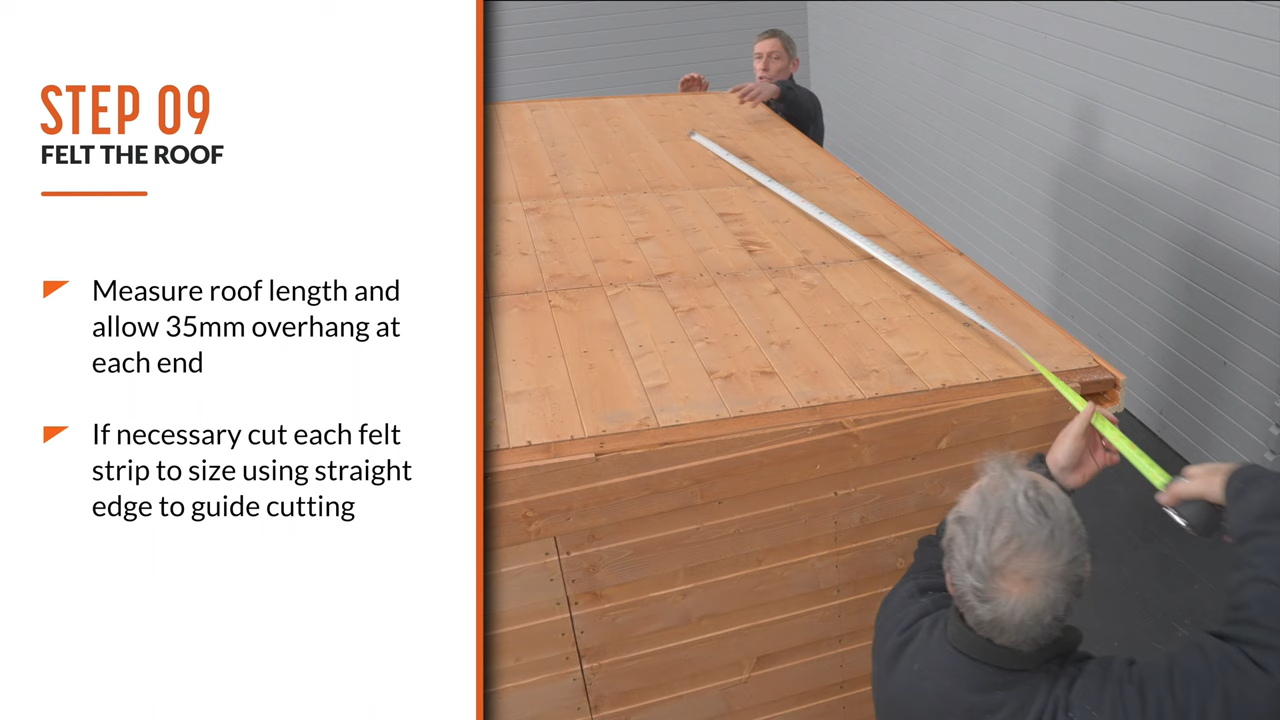 STEP 09
FELT THE ROOF
Measure roof length and
allow 35mm overhang at
each end
If necessary cut each felt
strip to size using straight
edge to guide cutting